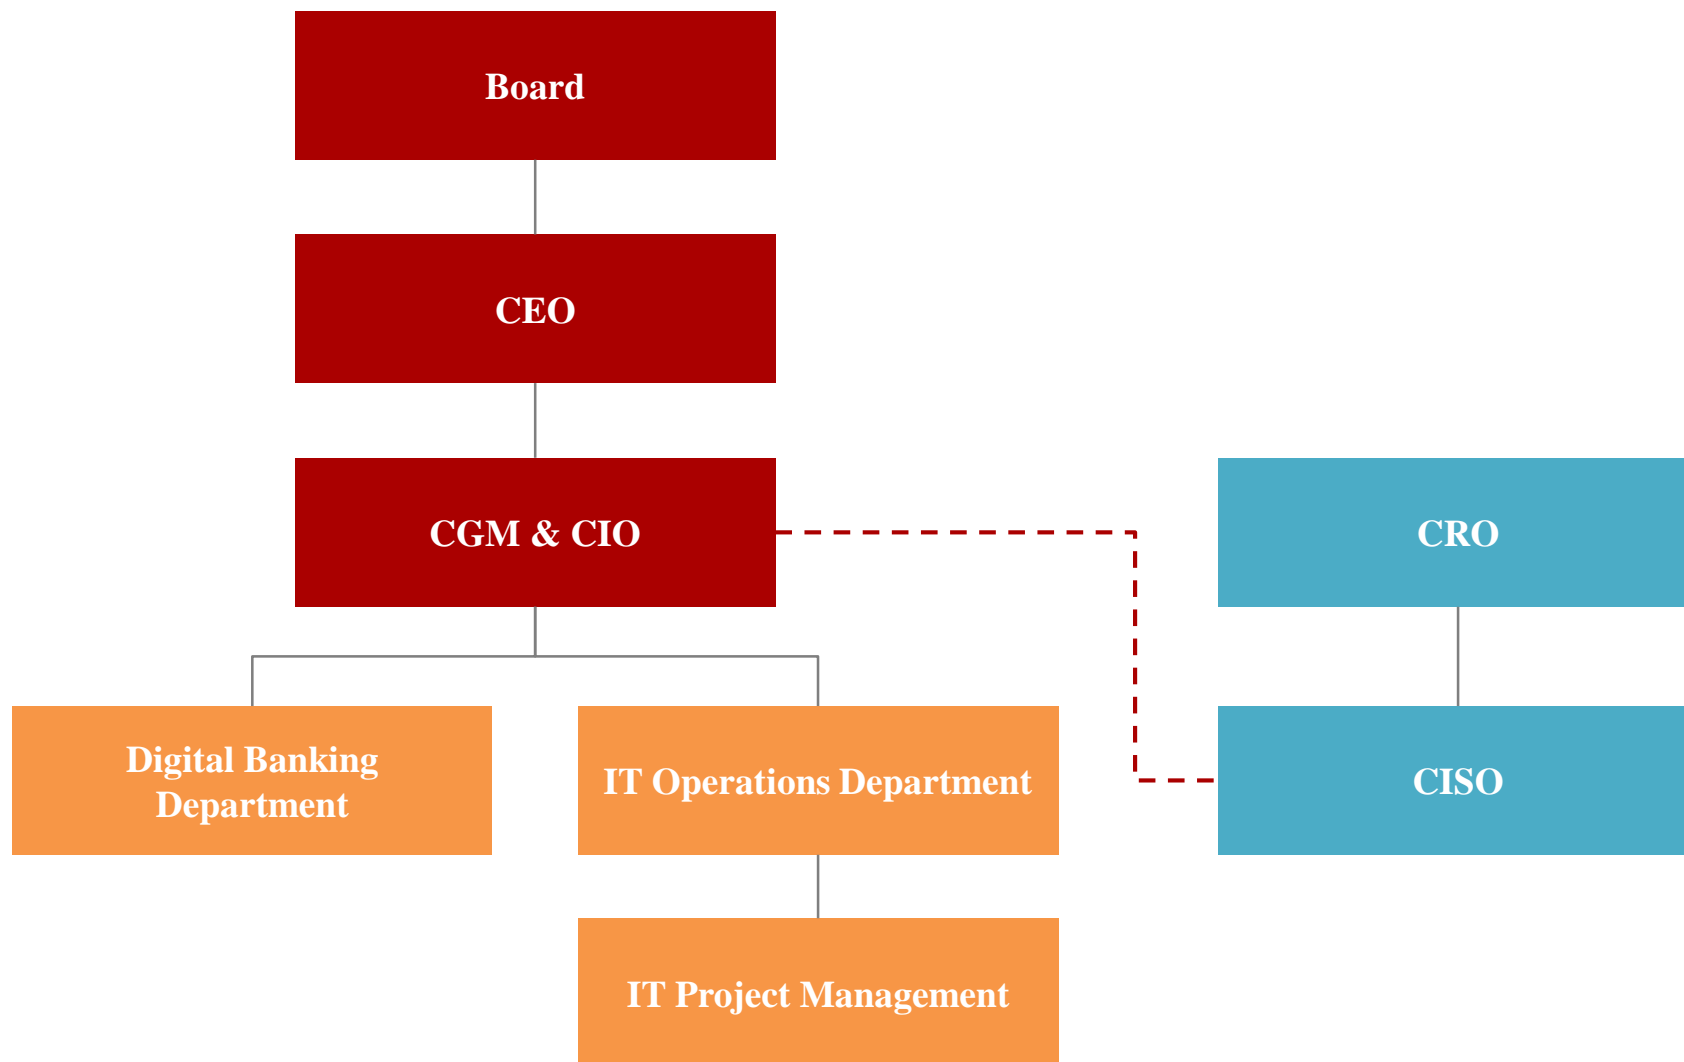 Board
CEO
CGM & CIO
CRO
Digital Banking
Department
IT Operations Department
CISO
IT Project Management